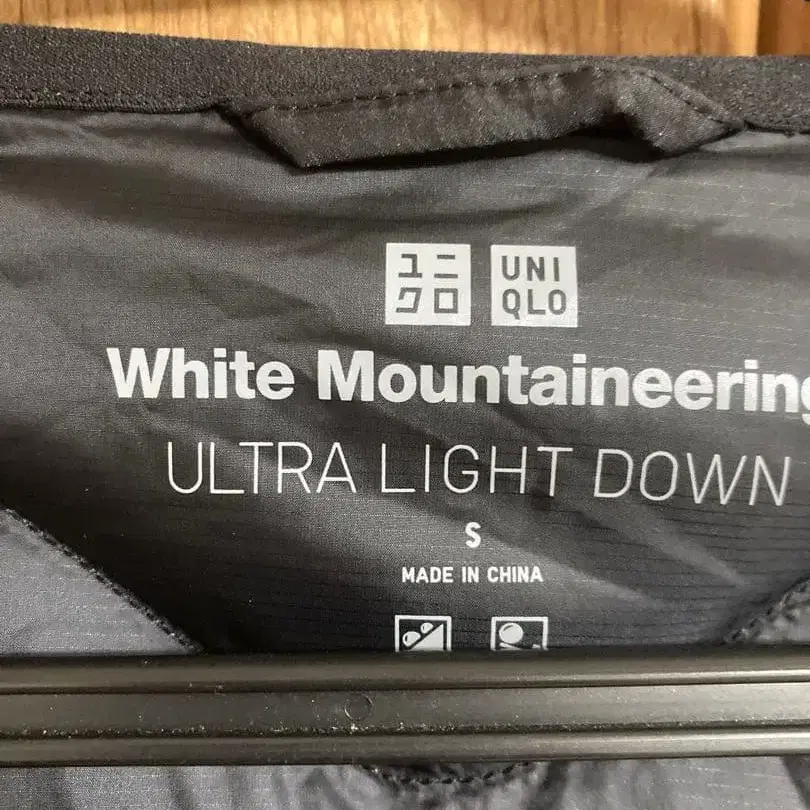 ユニ UNI
クロ QLO
White Mountaineering
ULTRA LIGHT DOWN
S
MADE IN CHINA